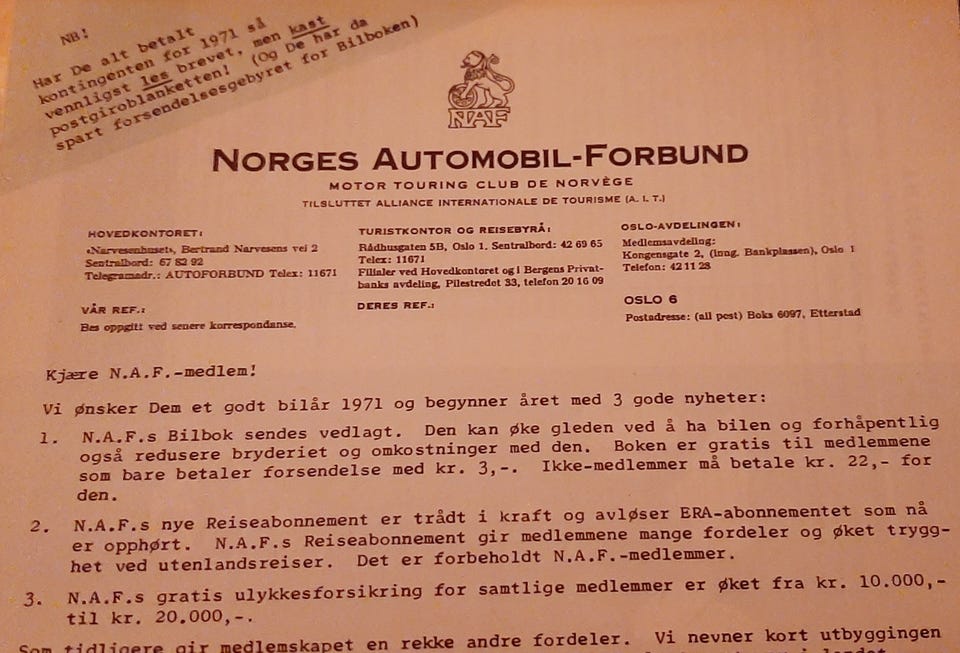 NB!
Har De alt betalt
kontingenten for 1971 så
vennligst les brevet, men kast
postgiroblanketten! (Og De har da
spart forsendelsesgebyret for Bilboken)
NAF
NORGES AUTOMOBIL-FORBUND
MOTOR TOURING CLUB DE NORVÈGE
TILSLUTTET ALLIANCE INTERNATIONALE DE TOURISME (A. I. T.)
HOVEDKONTORET:
«Narvesenhuset», Bertrand Narvesens vei 2
Sentralbord: 67 82 92
Telegramadr.: AUTOFORBUND Telex: 11671
TURISTKONTOR OG REISEBYRÅ:
Rådhusgaten 5B, Oslo 1. Sentralbord: 42 69 65
Telex: 11671
Filialer ved Hovedkontoret og i Bergens Privat-
banks avdeling, Pilestredet 33, telefon 20 16 09
OSLO-AVDELINGEN:
Medlemsavdeling:
Kongensgate 2, (inng. Bankplassen), Oslo 1
Telefon: 42 11 28
VÅR REF.:
Bes oppgitt ved senere korrespondanse.
DERES REF.:
OSLO 6
Postadresse: (all post) Boks 6097, Etterstad
Kjære N.A.F.-medlem!
Vi ønsker Dem et godt bilår 1971 og begynner året med 3 gode nyheter:
1. N.A.F.s Bilbok sendes vedlagt. Den kan øke gleden ved å ha bilen og forhåpentlig
også redusere bryderiet og omkostninger med den. Boken er gratis til medlemmene
som bare betaler forsendelse med kr. 3,-. Ikke-medlemmer må betale kr. 22,- for
den.
2. N.A.F.s nye Reiseabonnement er trådt i kraft og avløser ERA-abonnementet som nå
er opphørt. N.A.F.s Reiseabonnement gir medlemmene mange fordeler og øket trygg-
het ved utenlandsreiser. Det er forbeholdt N.A.F.-medlemmer.
3. N.A.F.s gratis ulykkesforsikring for samtlige medlemmer er øket fra kr. 10.000,-
til kr. 20.000,-.
Som tidligere gir medlemskapet en rekke andre fordeler. Vi nevner kort utbyggingen